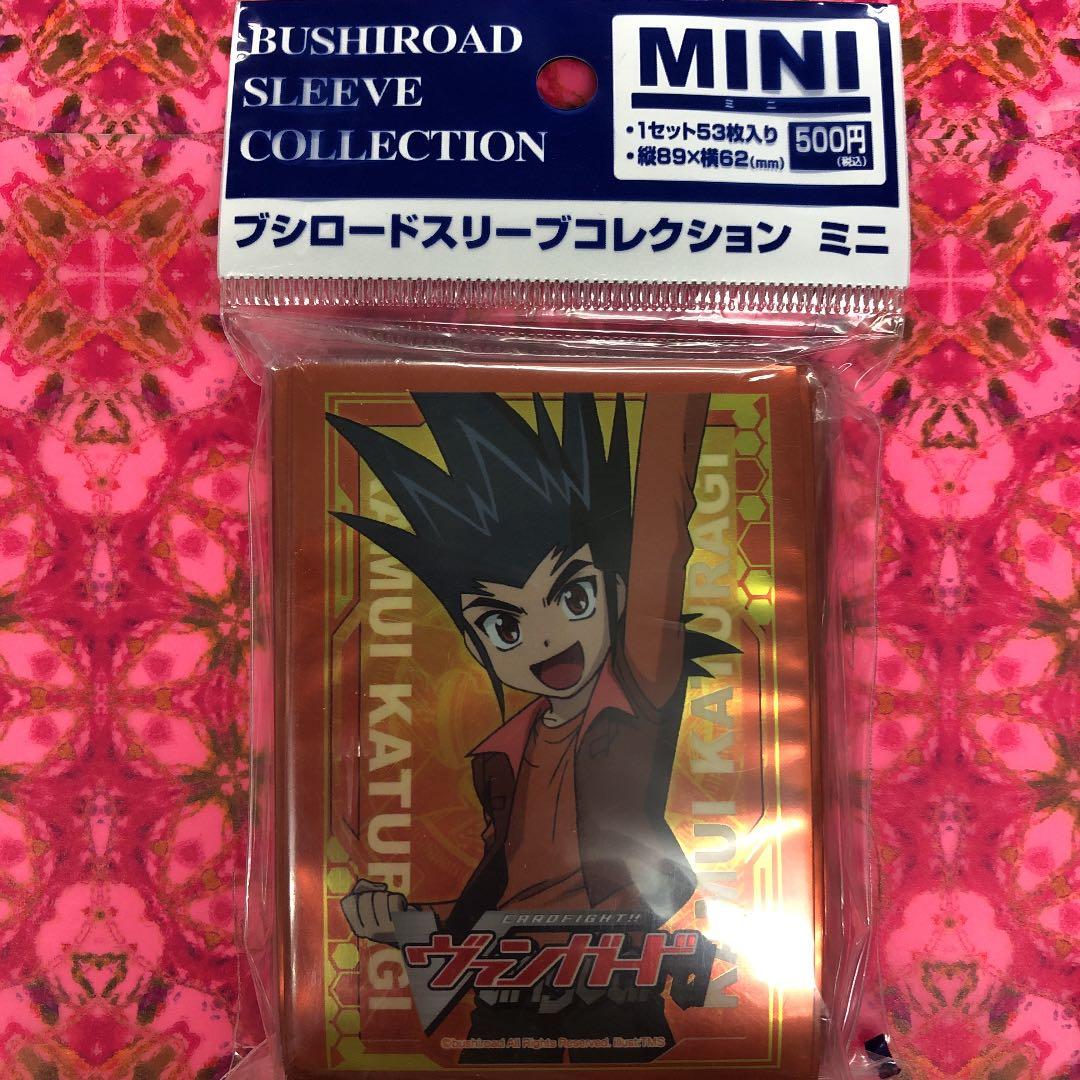 BUSHIROAD
SLEEVE
COLLECTION
MINI
ミニ
・1セット53枚入り
・縦89×横62(mm)
500円
(税込)
ブシロードスリーブコレクション ミニ
KAMUI KATURAGI
KAMUI KATURAGI
CARDFIGHT!!
ヴァンガード
©bushiroad All Rights Reserved. illust:TMS